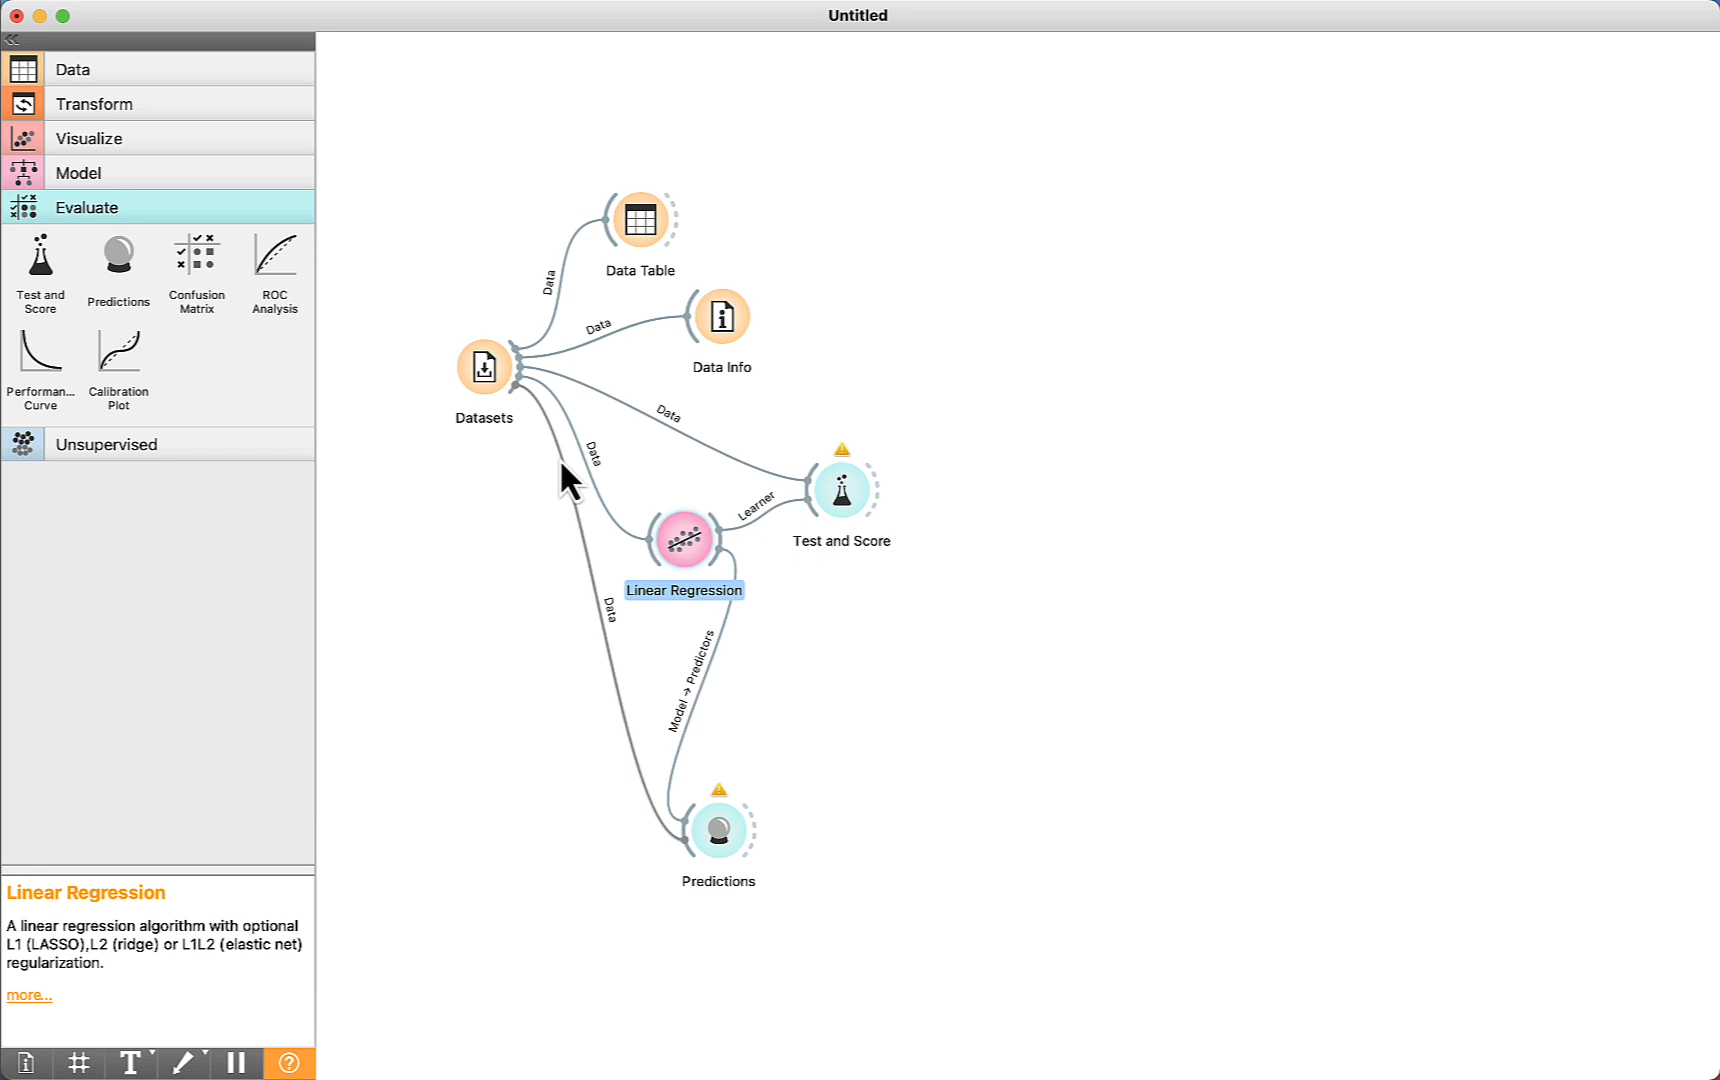 Untitled
Data
Transform
Visualize
Model
Evaluate
Test and
Score
Predictions
Confusion
Matrix
ROC
Analysis
Performan...
Curve
Calibration
Plot
Unsupervised
Linear Regression
A linear regression algorithm with optional
L1 (LASSO),L2 (ridge) or L1L2 (elastic net)
regularization.
more...
T
Data Table
Data
Data
Data Info
Datasets
Data
Data
Learner
Test and Score
Linear Regression
Data
Model → Predictors
Predictions